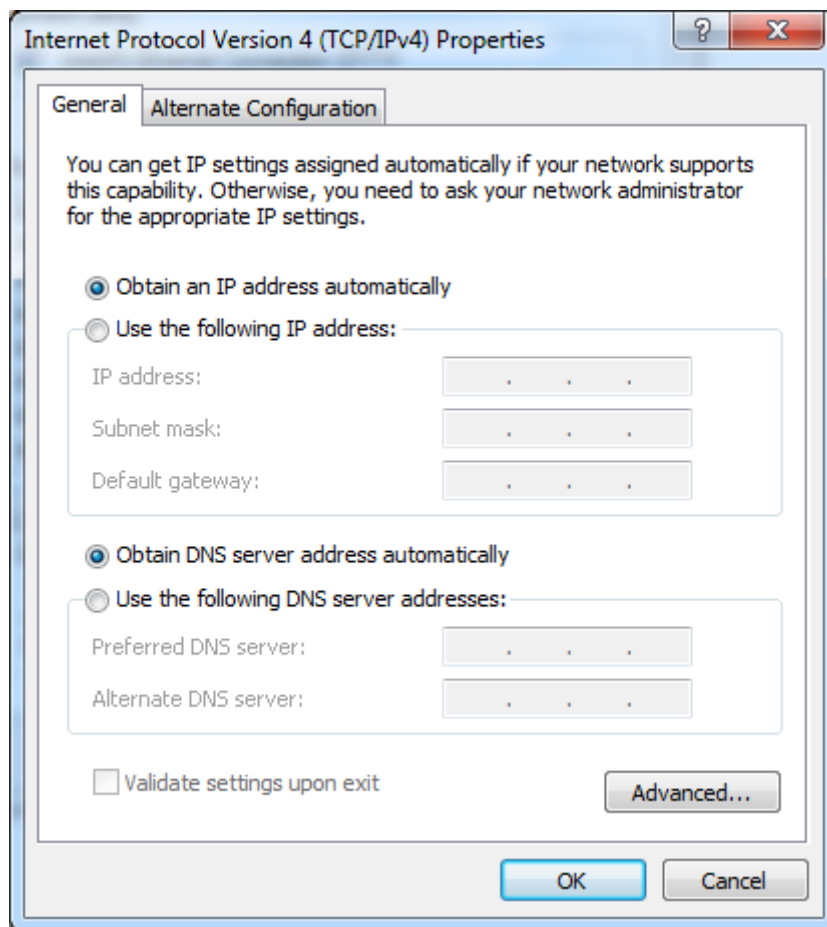 Internet Protocol Version 4 (TCP/IPv4) Properties
General
Alternate Configuration
You can get IP settings assigned automatically if your network supports
this capability. Otherwise, you need to ask your network administrator
for the appropriate IP settings.
Obtain an IP address automatically
Use the following IP address:
IP address:
Subnet mask:
Default gateway:
Obtain DNS server address automatically
Use the following DNS server addresses:
Preferred DNS server:
Alternate DNS server:
Validate settings upon exit
Advanced...
OK
Cancel